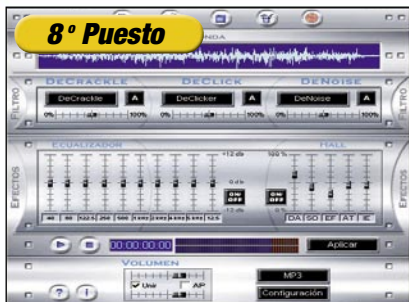 8º Puesto
NDA
DECRACKLE DECLICK DENOISE
FILTRO FILTRO
DeCrackle A DeClicker A DeNoise A
0% 100% 0% 100% 0% 100%
ECUALIZADOR HALL
+12 db 100 %
EFECTOS EFECTOS
0 db
ON OFF ON OFF
-12 db 0 %
DA SO EF AT IE
00:00:00:00 Aplicar
VOLUMEN
Unir AP MP3
? i Configuración